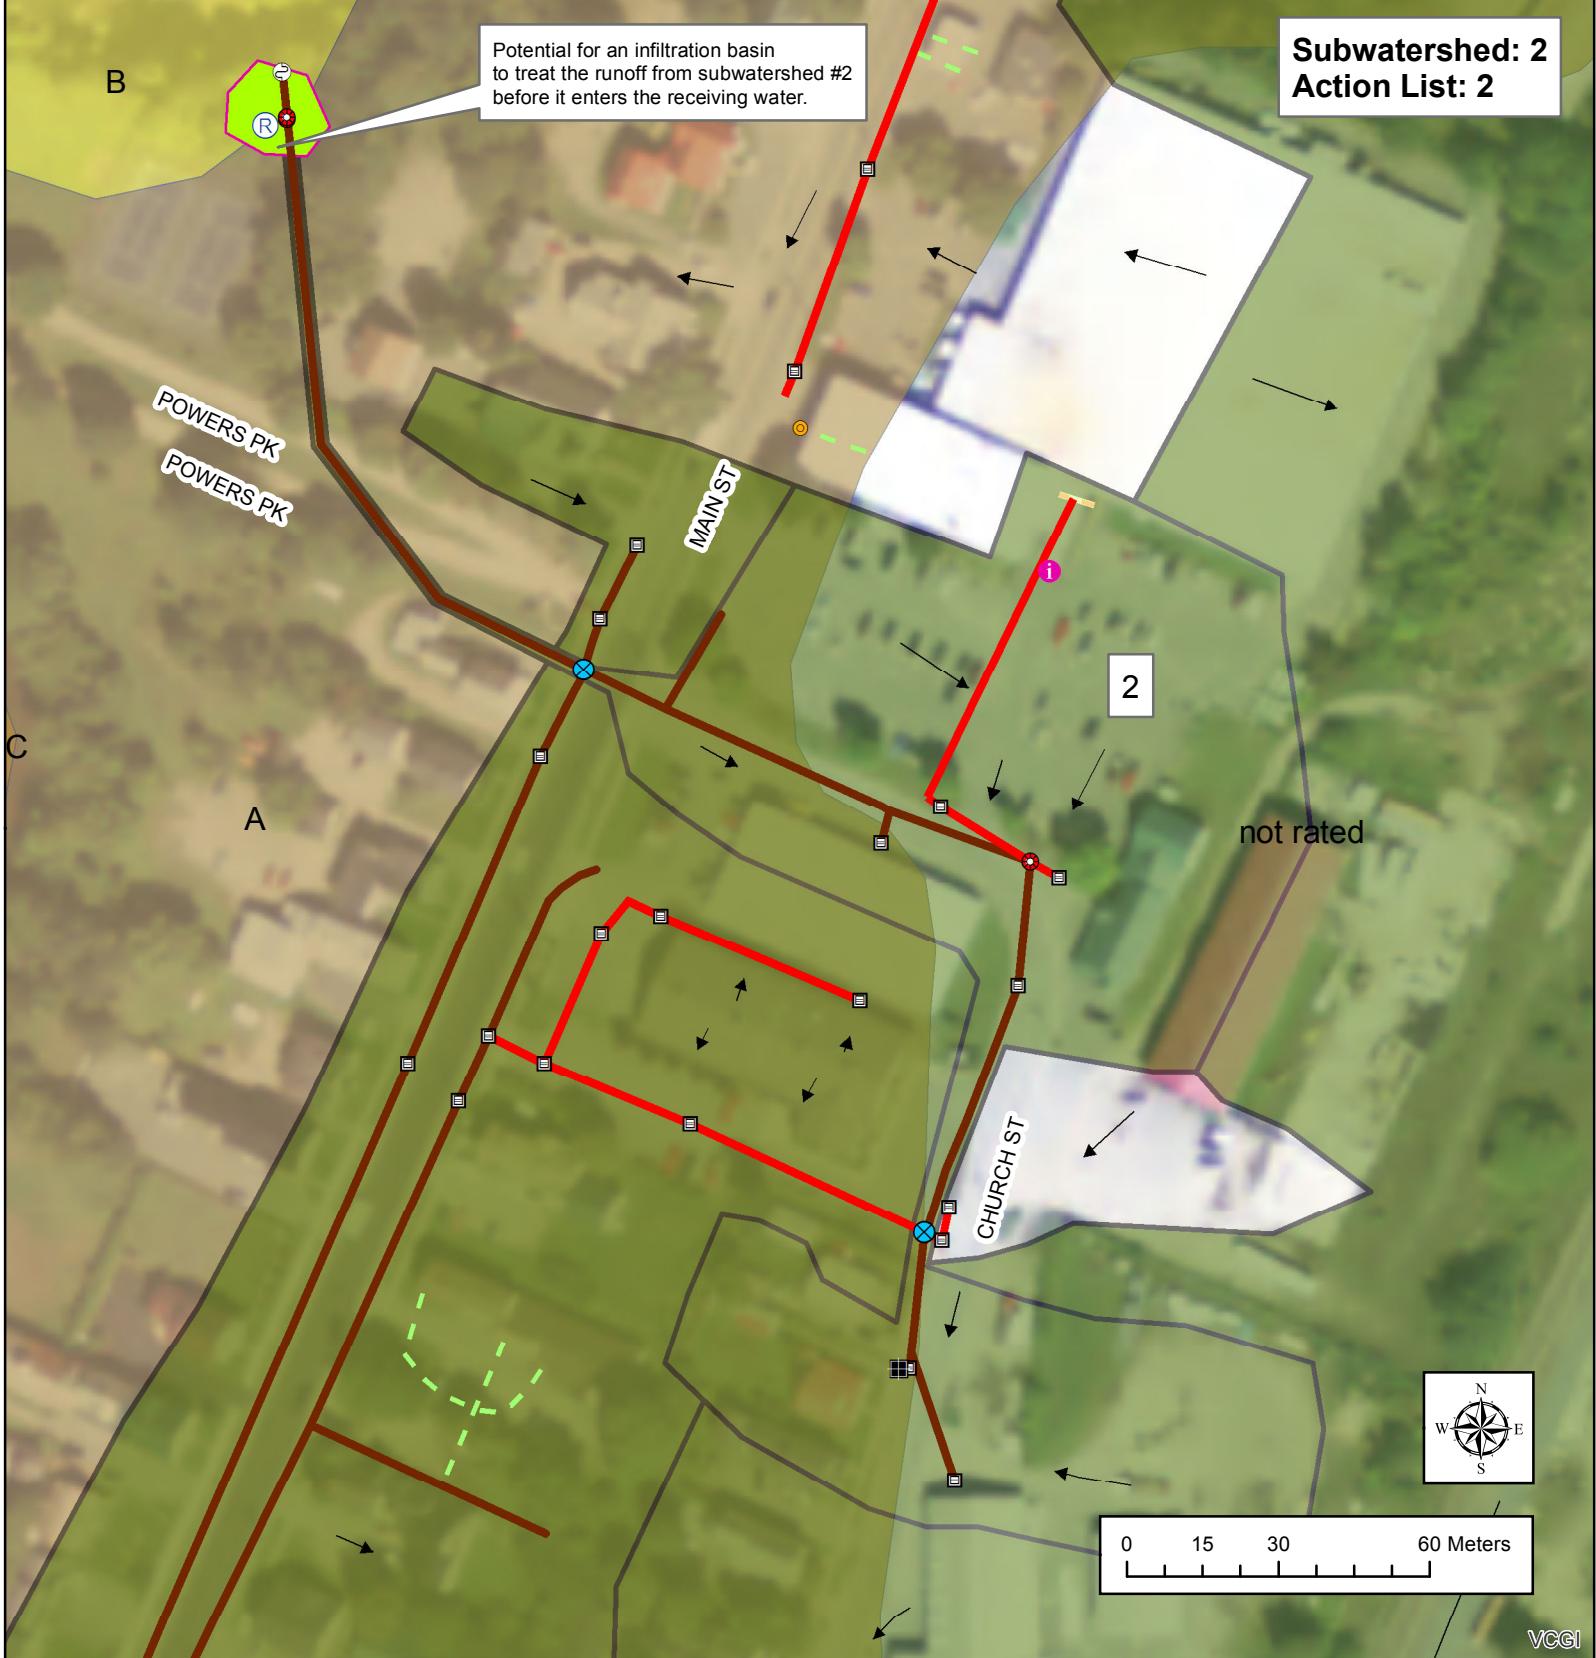 Subwatershed: 2
Action List: 2
Potential for an infiltration basin
to treat the runoff from subwatershed #2
before it enters the receiving water.
B
R
POWERS PK
POWERS PK
MAIN ST
i
2
C
A
not rated
CHURCH ST
N
W E
S
0 15 30 60 Meters
VCGI